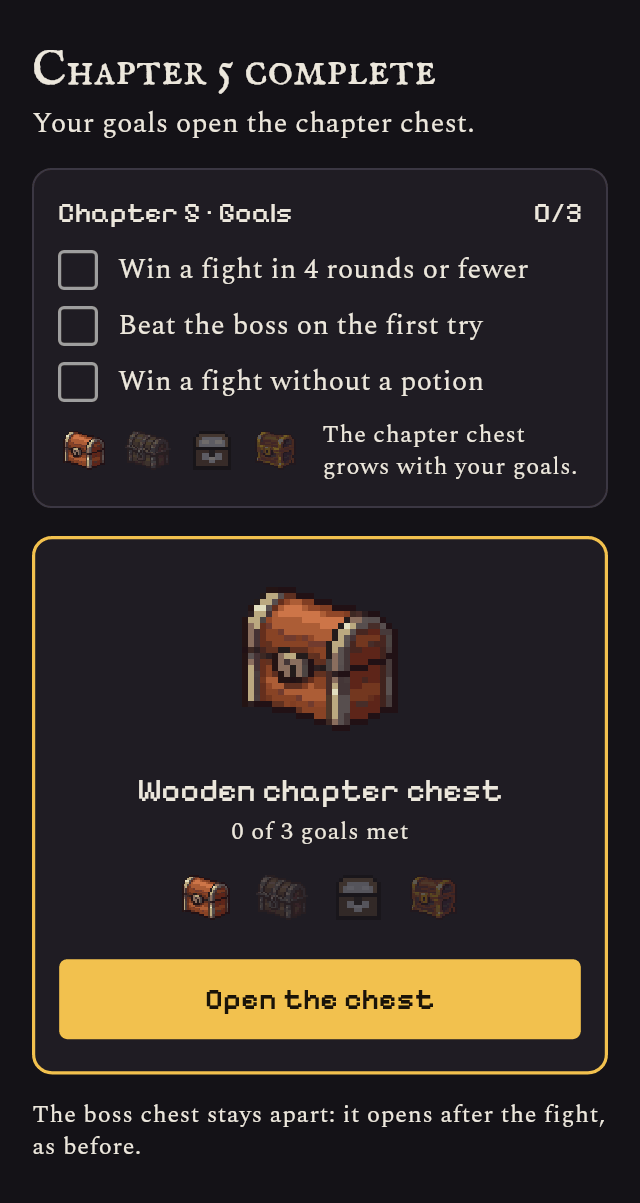 Chapter 5 complete
Your goals open the chapter chest.
Chapter 5 · Goals
0/3
Win a fight in 4 rounds or fewer
Beat the boss on the first try
Win a fight without a potion
The chapter chest
grows with your goals.
Wooden chapter chest
0 of 3 goals met
Open the chest
The boss chest stays apart: it opens after the fight,
as before.